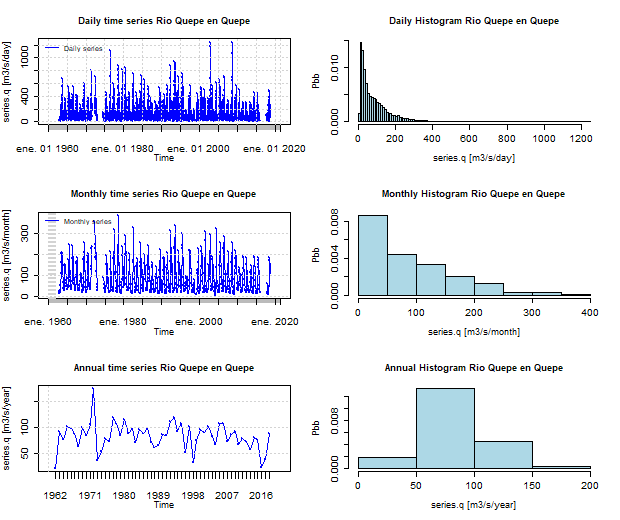 Daily time series Rio Quepe en Quepe
series.q [m3/s/day]
0 400 1000
Daily series
ene. 01 1960 ene. 01 1980 ene. 01 2000 ene. 01 2020
Time
Daily Histogram Rio Quepe en Quepe
Pbb
0.000 0.010
0 200 400 600 800 1000 1200
series.q [m3/s/day]
Monthly time series Rio Quepe en Quepe
series.q [m3/s/month]
0 100 300
Monthly series
ene. 1960 ene. 1980 ene. 2000 ene. 2020
Time
Monthly Histogram Rio Quepe en Quepe
Pbb
0.000 0.004 0.008
0 100 200 300 400
series.q [m3/s/month]
Annual time series Rio Quepe en Quepe
series.q [m3/s/year]
50 100
1962 1971 1980 1989 1998 2007 2016
Time
Annual Histogram Rio Quepe en Quepe
Pbb
0.000 0.008
0 50 100 150 200
series.q [m3/s/year]